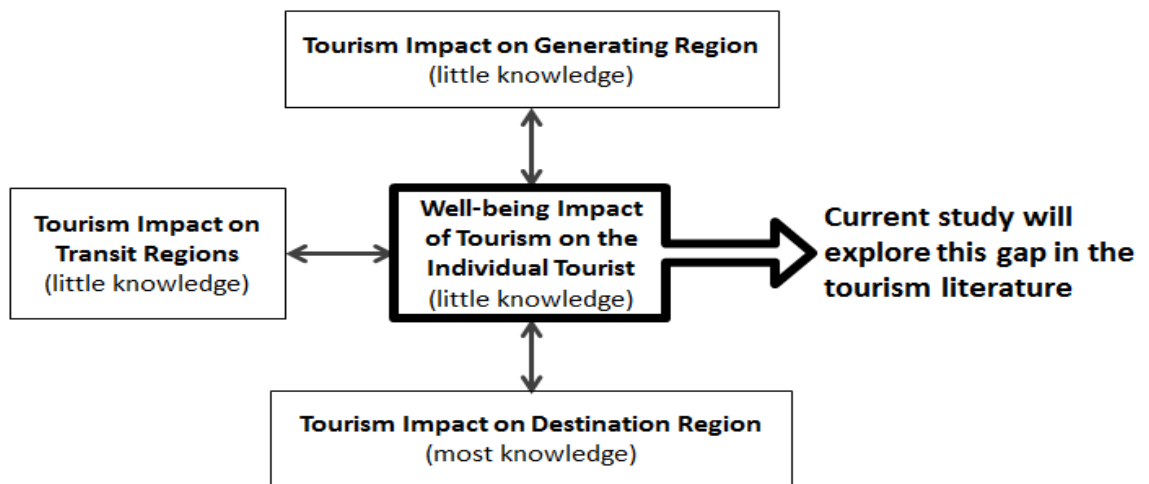 Tourism Impact on Generating Region
(little knowledge)
Tourism Impact on
Transit Regions
(little knowledge)
Well-being Impact
of Tourism on the
Individual Tourist
(little knowledge)
Current study will
explore this gap in the
tourism literature
Tourism Impact on Destination Region
(most knowledge)